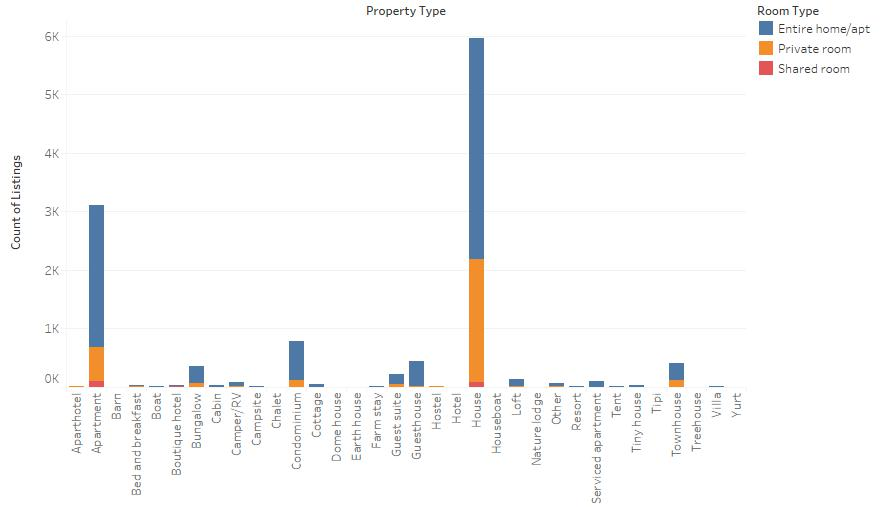 Property Type
Room Type
Entire home/apt
Private room
Shared room
Count of Listings
6K
5K
4K
3K
2K
1K
0K
Aparthotel
Apartment
Barn
Bed and breakfast
Boat
Boutique hotel
Bungalow
Cabin
Camper/RV
Campsite
Chalet
Condominium
Cottage
Dome house
Earth house
Farm stay
Guest suite
Guesthouse
Hostel
Hotel
House
Houseboat
Loft
Nature lodge
Other
Resort
Serviced apartment
Tent
Tiny house
Tipi
Townhouse
Treehouse
Villa
Yurt